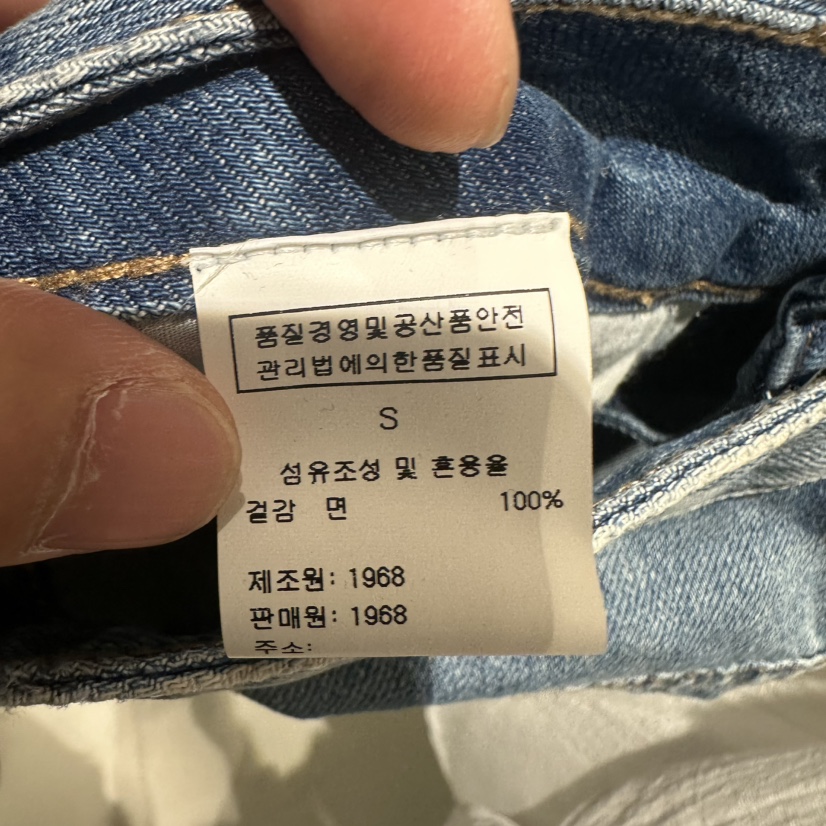 품질경영및공산품안전
관리법에의한품질표시
S
섬유조성 및 혼용율
겉감 면 100%
제조원: 1968
판매원: 1968
주소: